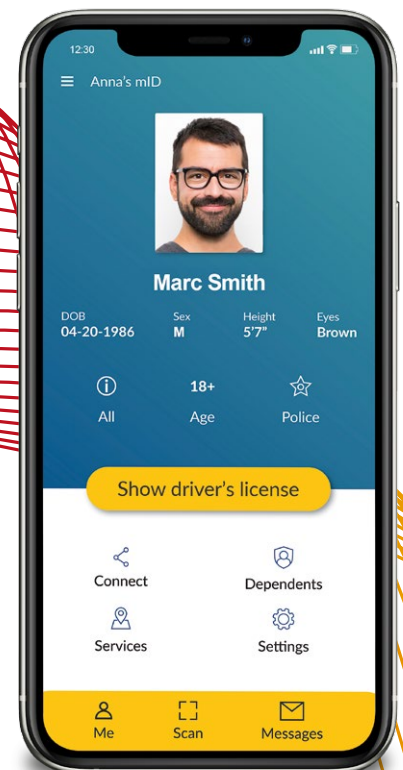 12:30
Anna's mID
Marc Smith
DOB Sex Height Eyes
04-20-1986 M 5'7" Brown
18+
All Age Police
Show driver's license
Connect Dependents
Services Settings
Me Scan Messages